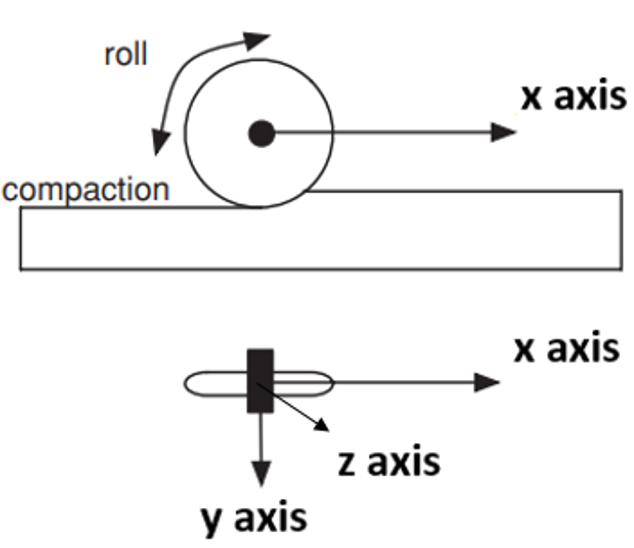 roll
x axis
compaction
x axis
z axis
y axis